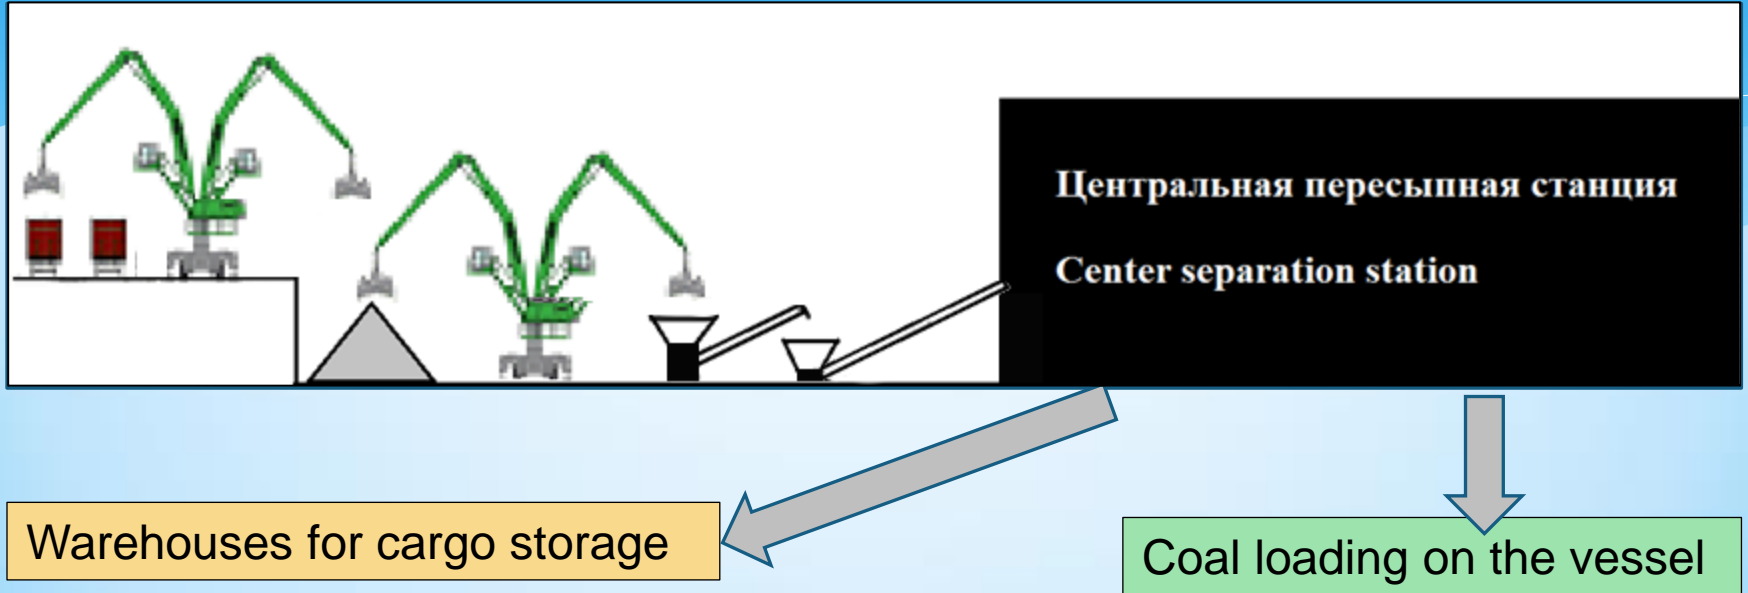 Центральная пересыпная станция
Center separation station
Warehouses for cargo storage
Coal loading on the vessel